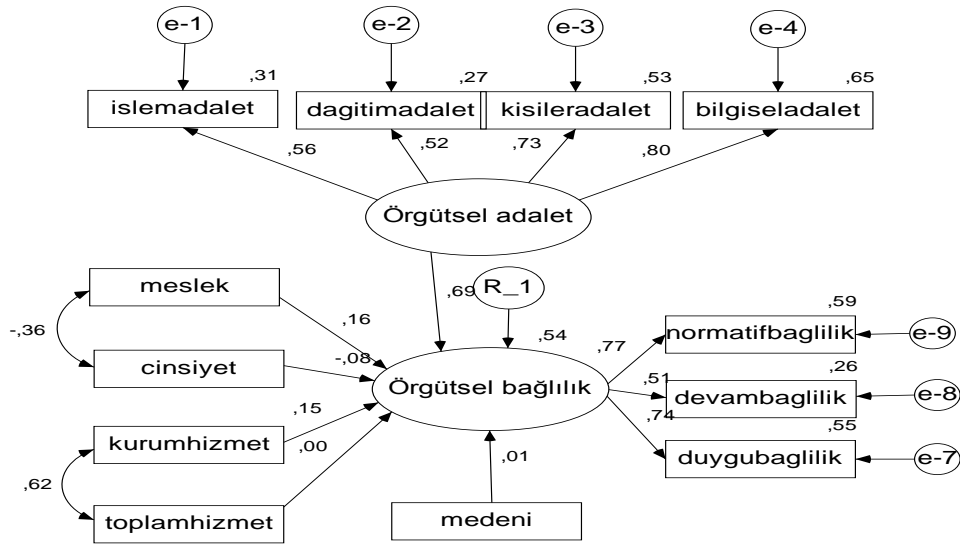 e-1
e-2
e-3
e-4
,31
,27
,53
,65
islemadalet
dagitimadalet
kisileradalet
bilgiseladalet
,56
,52
,73
,80
Örgütsel adalet
meslek
,69
R_1
,59
-,36
,16
,54
,77
normatifbaglilik
e-9
cinsiyet
-,08
Örgütsel bağlılık
,51
,26
devambaglilik
e-8
,15
,74
,55
kurumhizmet
,00
duygubaglilik
e-7
,62
,01
toplamhizmet
medeni